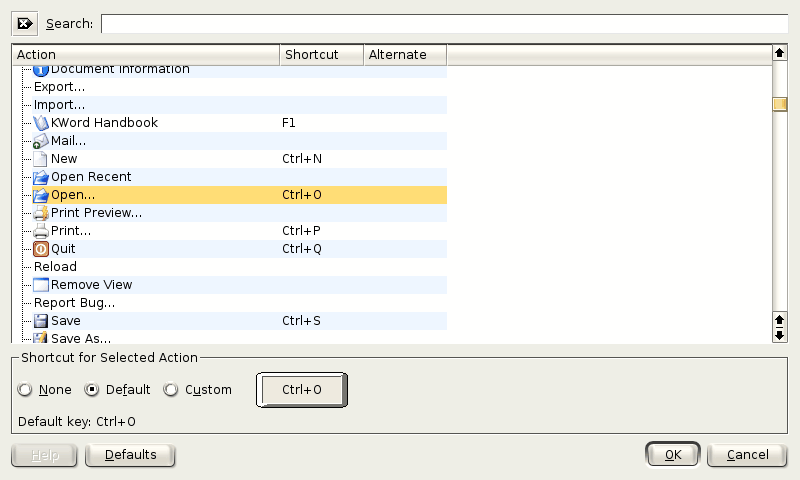 Search:
Action Shortcut Alternate
Document Information
Export...
Import...
KWord Handbook F1
Mail...
New Ctrl+N
Open Recent
Open... Ctrl+O
Print Preview...
Print... Ctrl+P
Quit Ctrl+Q
Reload
Remove View
Report Bug...
Save Ctrl+S
Save As...
Shortcut for Selected Action
None Default Custom Ctrl+O
Default key: Ctrl+O
Help Defaults OK Cancel